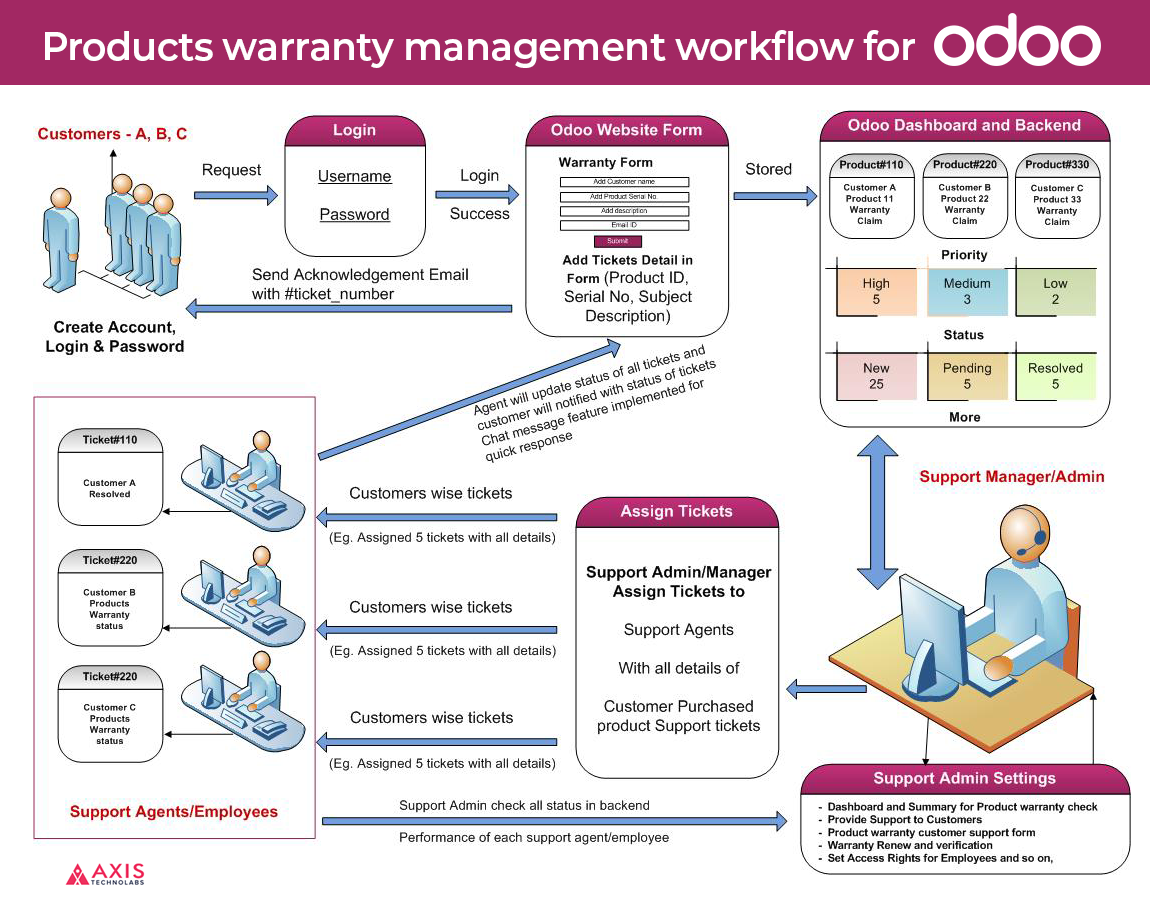 Products warranty management workflow for odoo
Customers - A, B, C
Create Account,
Login & Password
Request
Login
Username
Password
Login
Success
Odoo Website Form
Warranty Form
Add Customer name
Add Product Serial No.
Add description
Email ID
Submit
Add Tickets Detail in
Form (Product ID,
Serial No, Subject
Description)
Send Acknowledgement Email
with #ticket_number
Stored
Odoo Dashboard and Backend
Product#110
Customer A
Product 11
Warranty
Claim
Product#220
Customer B
Product 22
Warranty
Claim
Product#330
Customer C
Product 33
Warranty
Claim
Priority
High
5
Medium
3
Low
2
Status
New
25
Pending
5
Resolved
5
More
Agent will update status of all tickets and
customer will notified with status of tickets
Chat message feature implemented for
quick response
Support Manager/Admin
Ticket#110
Customer A
Resolved
Ticket#220
Customer B
Products
Warranty
status
Ticket#220
Customer C
Products
Warranty
status
Support Agents/Employees
Customers wise tickets
(Eg. Assigned 5 tickets with all details)
Customers wise tickets
(Eg. Assigned 5 tickets with all details)
Customers wise tickets
(Eg. Assigned 5 tickets with all details)
Assign Tickets
Support Admin/Manager
Assign Tickets to
Support Agents
With all details of
Customer Purchased
product Support tickets
Support Admin check all status in backend
Performance of each support agent/employee
Support Admin Settings
- Dashboard and Summary for Product warranty check
- Provide Support to Customers
- Product warranty customer support form
- Warranty Renew and verification
- Set Access Rights for Employees and so on,
AXIS
TECHNOLABS